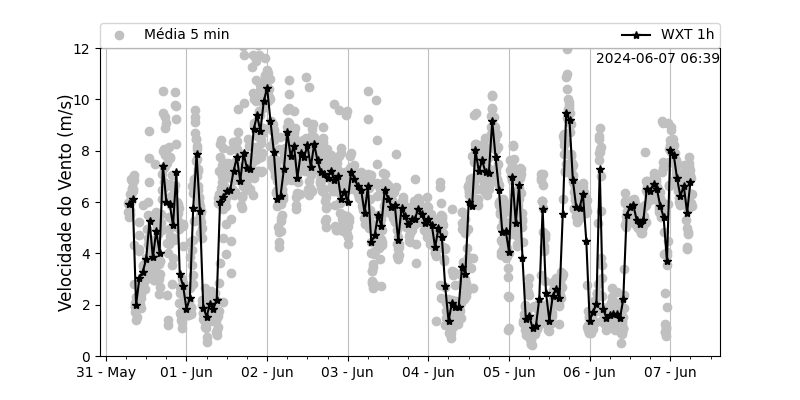 Média 5 min
WXT 1h
2024-06-07 06:39
Velocidade do Vento (m/s)
12
10
8
6
4
2
0
31 - May
01 - Jun
02 - Jun
03 - Jun
04 - Jun
05 - Jun
06 - Jun
07 - Jun